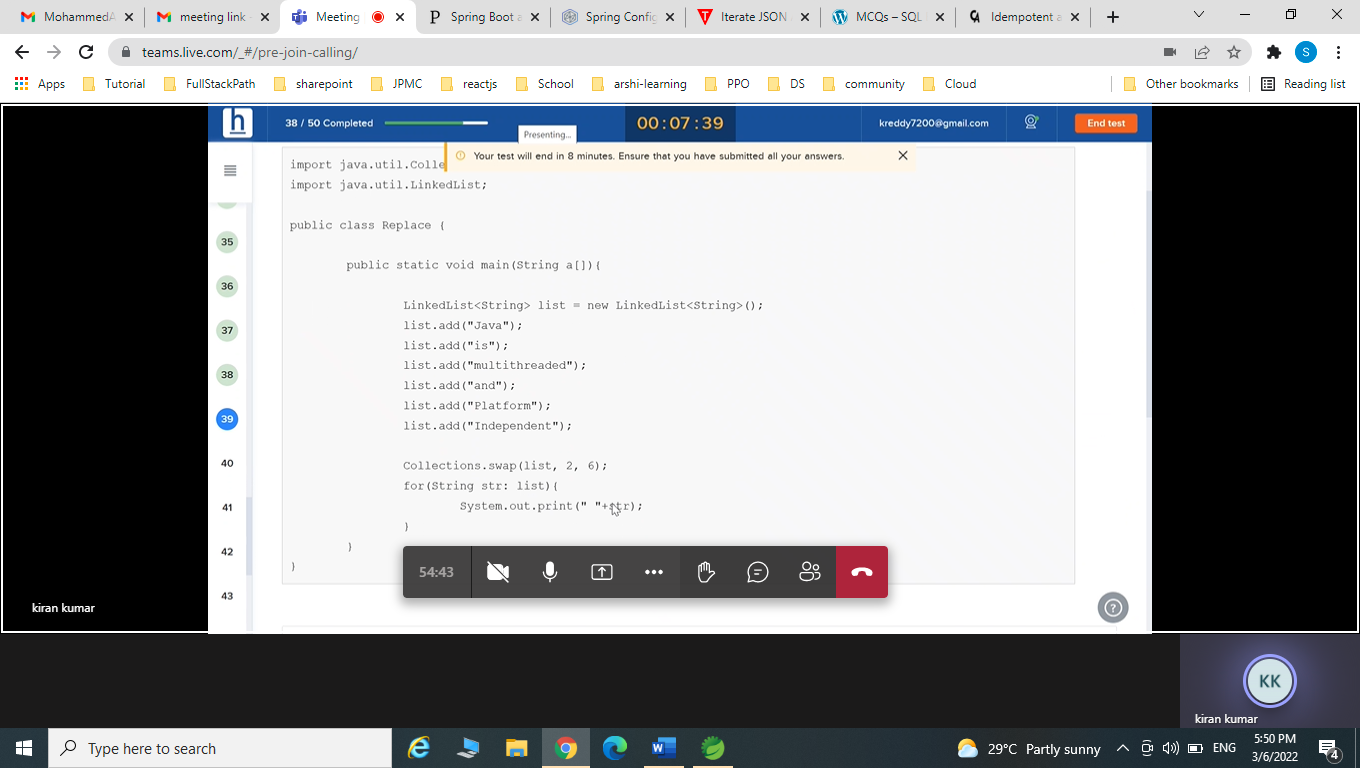 MohammedA
meeting link -
Meeting
Spring Boot a
Spring Config
Iterate JSON
MCQs – SQL
Idempotent a
teams.live.com/_#/pre-join-calling/
S
Apps
Tutorial
FullStackPath
sharepoint
JPMC
reactjs
School
arshi-learning
PPO
DS
community
Cloud
Other bookmarks
Reading list
h
38 / 50 Completed
00:07:39
kreddy7200@gmail.com
End test
Presenting...
Your test will end in 8 minutes. Ensure that you have submitted all your answers.
import java.util.Colle
import java.util.LinkedList;
public class Replace {
public static void main(String a[]){
LinkedList<String> list = new LinkedList<String>();
list.add("Java");
list.add("is");
list.add("multithreaded");
list.add("and");
list.add("Platform");
list.add("Independent");
Collections.swap(list, 2, 6);
for(String str: list){
System.out.print(" "+str);
}
}
}
35
36
37
38
39
40
41
42
43
54:43
kiran kumar
KK
kiran kumar
Type here to search
29°C Partly sunny
ENG
5:50 PM
3/6/2022
4